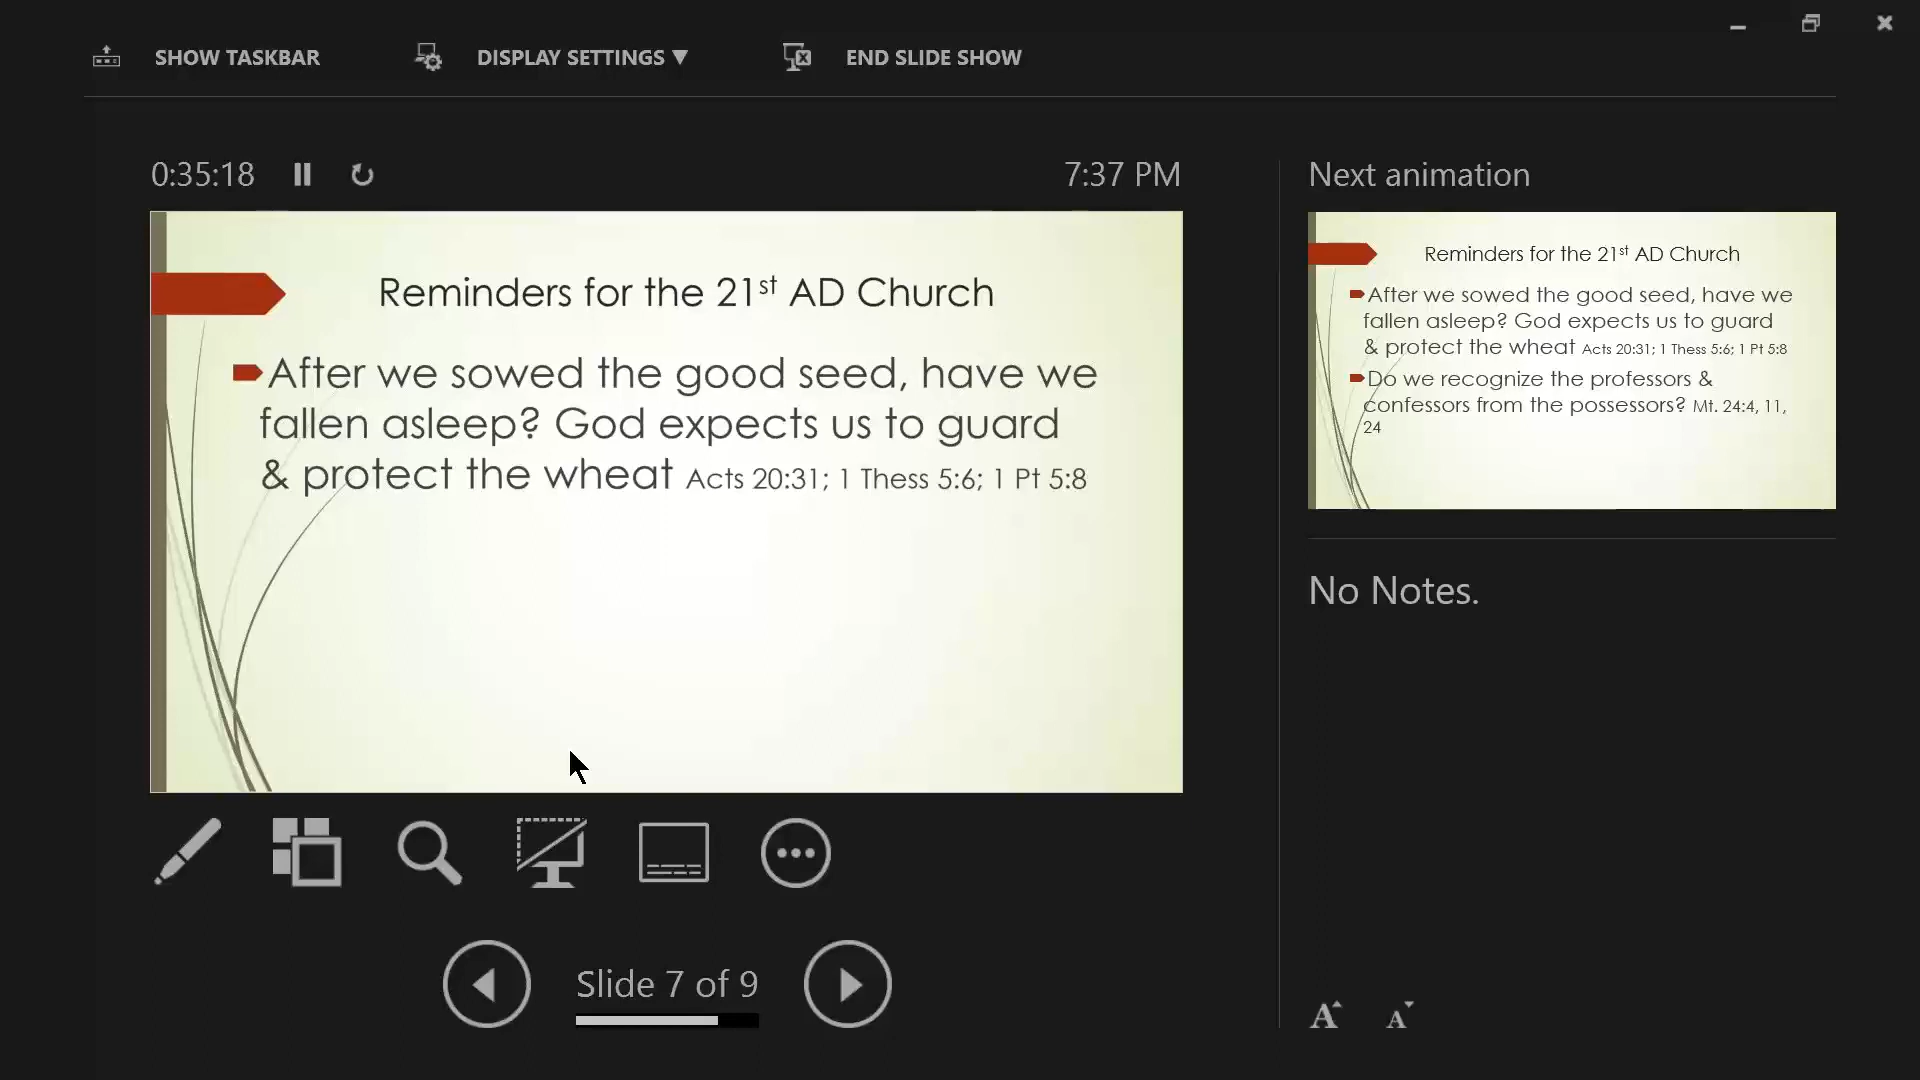 SHOW TASKBAR
DISPLAY SETTINGS ▼
END SLIDE SHOW
0:35:18
7:37 PM
Reminders for the 21st AD Church
After we sowed the good seed, have we
fallen asleep? God expects us to guard
& protect the wheat Acts 20:31; 1 Thess 5:6; 1 Pt 5:8
Slide 7 of 9
Next animation
Reminders for the 21st AD Church
After we sowed the good seed, have we
fallen asleep? God expects us to guard
& protect the wheat Acts 20:31; 1 Thess 5:6; 1 Pt 5:8
Do we recognize the professors &
confessors from the possessors? Mt. 24:4, 11,
24
No Notes.
A A